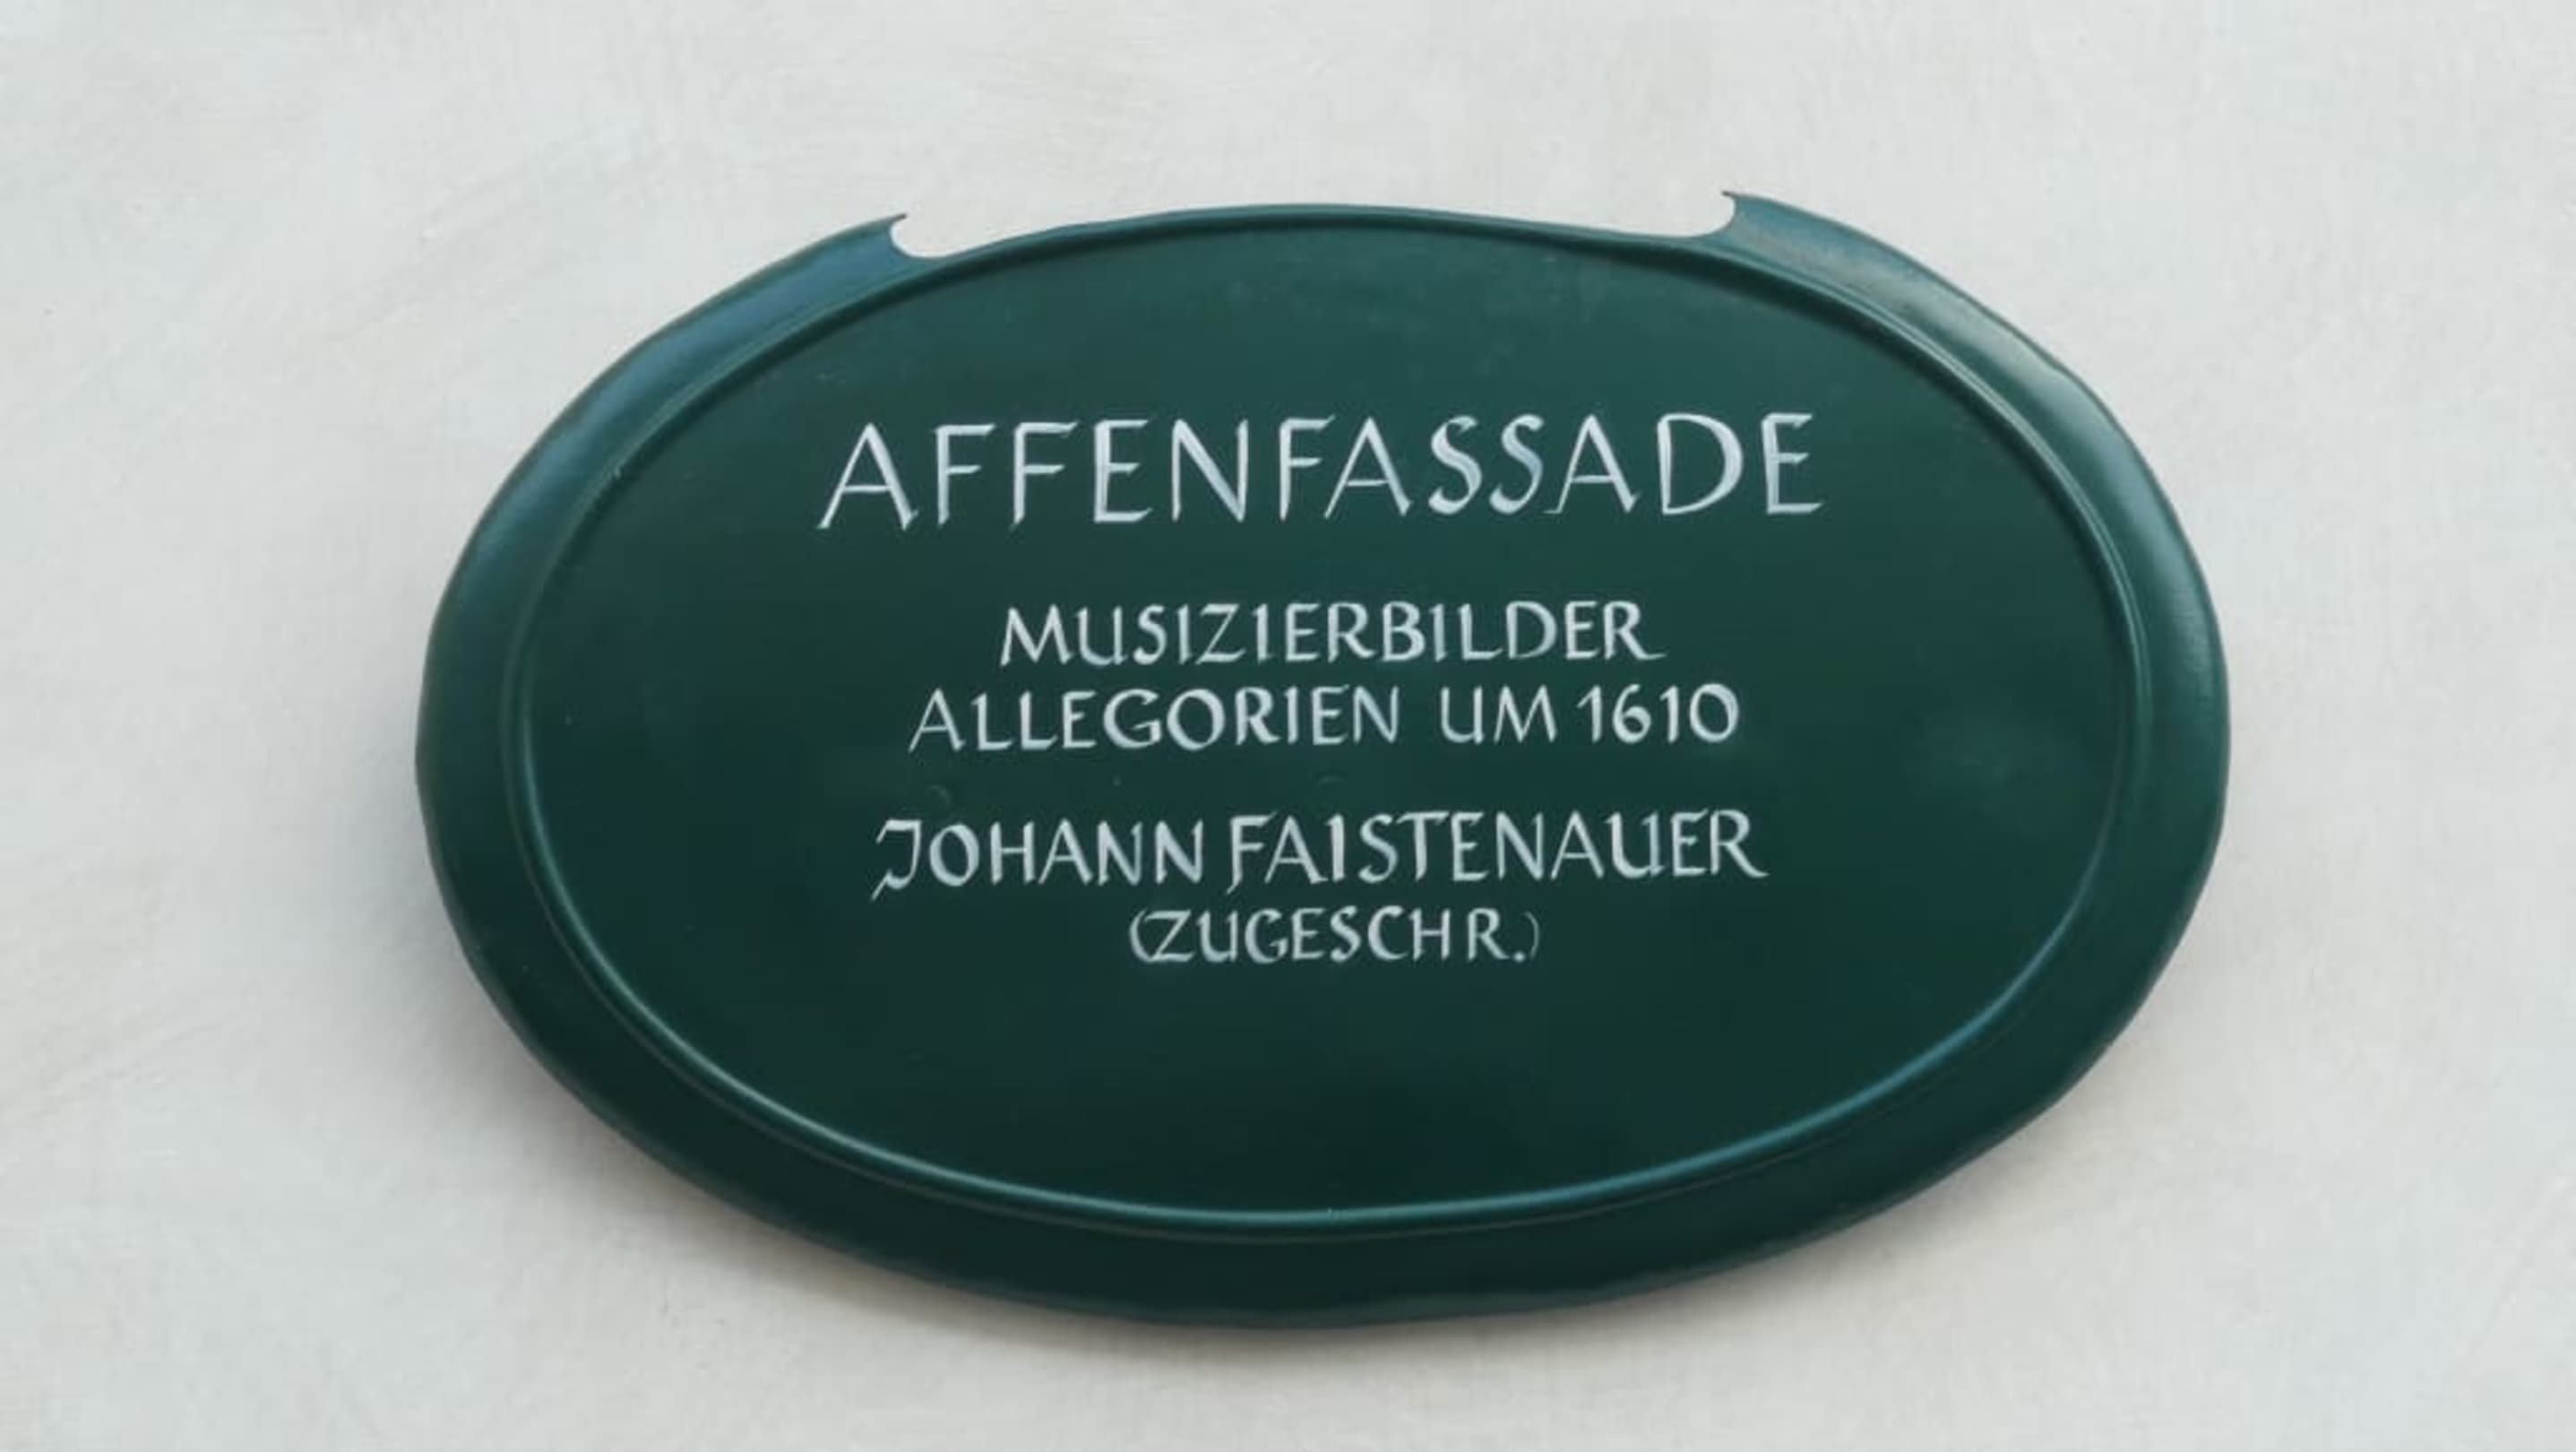 AFFENFASSADE
MUSIZIERBILDER
ALLEGORIEN UM 1610
JOHANN FAISTENAUER
(ZUGESCHR.)